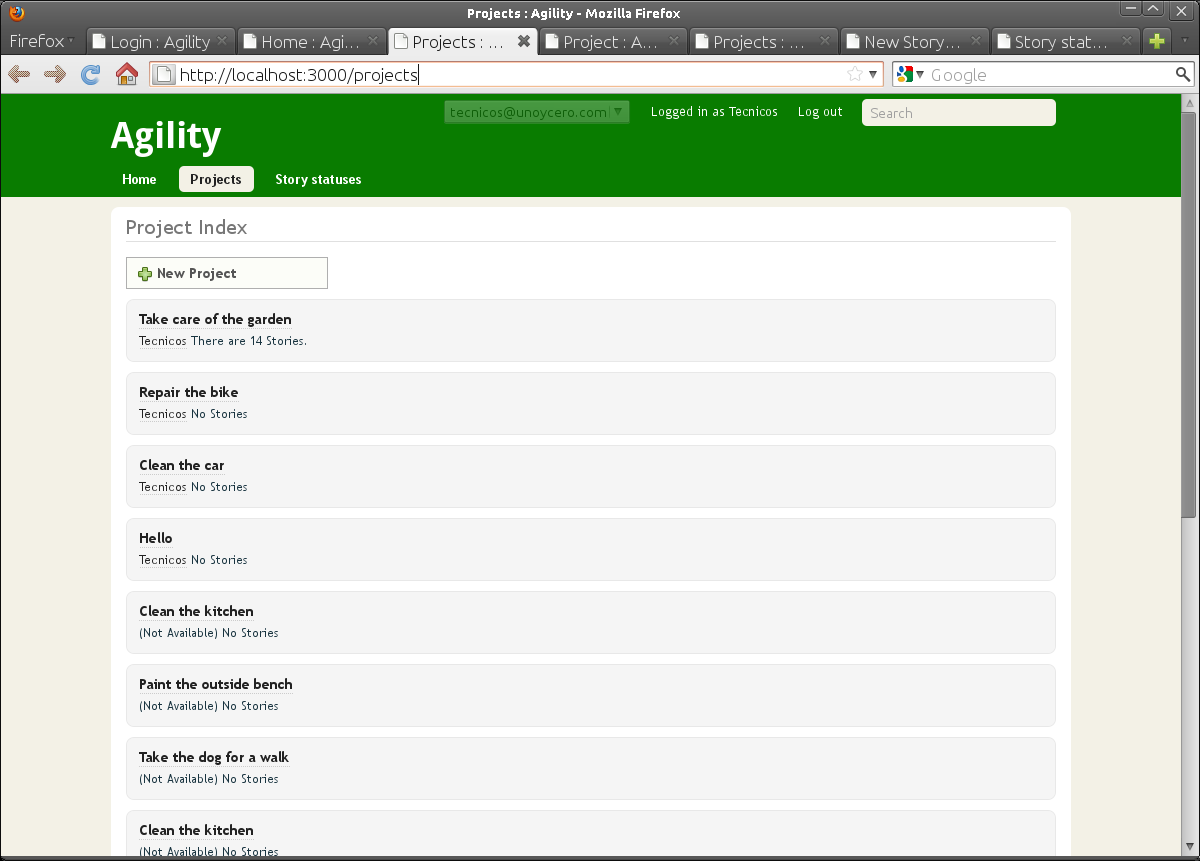 Projects : Agility - Mozilla Firefox
Firefox
Login : Agility
Home : Agi...
Projects : ...
Project : A...
Projects : ...
New Story...
Story stat...
http://localhost:3000/projects
Google
tecnicos@unoycero.com
Logged in as Tecnicos
Log out
Search
Agility
Home
Projects
Story statuses
Project Index
New Project
Take care of the garden
Tecnicos There are 14 Stories.
Repair the bike
Tecnicos No Stories
Clean the car
Tecnicos No Stories
Hello
Tecnicos No Stories
Clean the kitchen
(Not Available) No Stories
Paint the outside bench
(Not Available) No Stories
Take the dog for a walk
(Not Available) No Stories
Clean the kitchen
(Not Available) No Stories